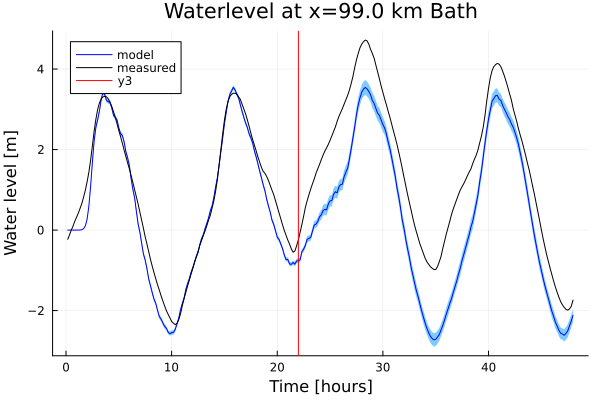 Waterlevel at x=99.0 km Bath
model
measured
y3
Water level [m]
4
2
0
−2
0 10 20 30 40
Time [hours]